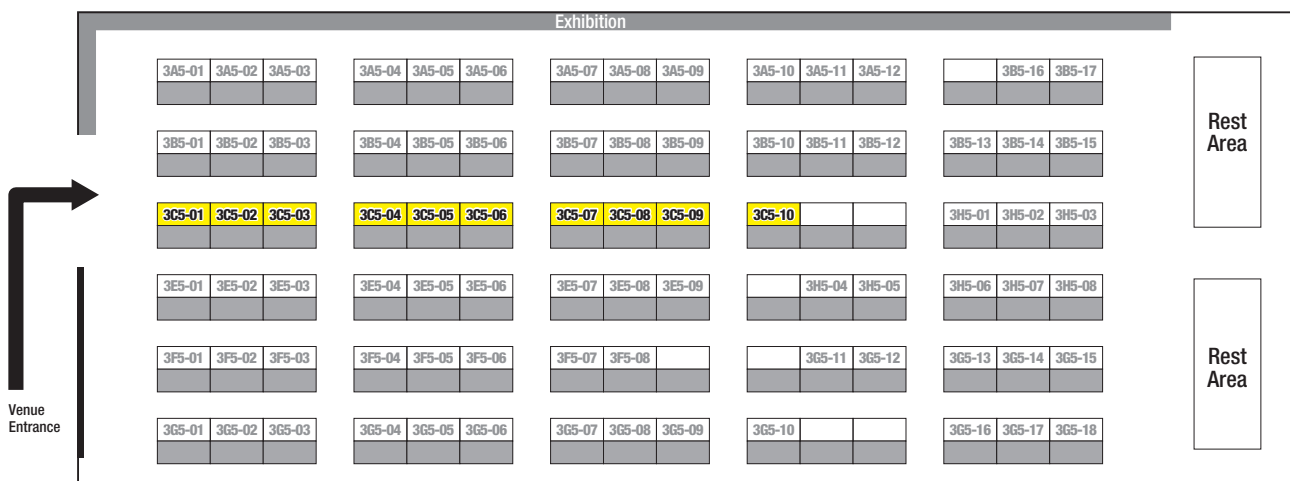 Exhibition
3A5-01 3A5-02 3A5-03 3A5-04 3A5-05 3A5-06 3A5-07 3A5-08 3A5-09 3A5-10 3A5-11 3A5-12 3B5-16 3B5-17
3B5-01 3B5-02 3B5-03 3B5-04 3B5-05 3B5-06 3B5-07 3B5-08 3B5-09 3B5-10 3B5-11 3B5-12 3B5-13 3B5-14 3B5-15
Rest
Area
3C5-01 3C5-02 3C5-03 3C5-04 3C5-05 3C5-06 3C5-07 3C5-08 3C5-09 3C5-10 3H5-01 3H5-02 3H5-03
3E5-01 3E5-02 3E5-03 3E5-04 3E5-05 3E5-06 3E5-07 3E5-08 3E5-09 3H5-04 3H5-05 3H5-06 3H5-07 3H5-08
3F5-01 3F5-02 3F5-03 3F5-04 3F5-05 3F5-06 3F5-07 3F5-08 3G5-11 3G5-12 3G5-13 3G5-14 3G5-15
Rest
Area
Venue
Entrance
3G5-01 3G5-02 3G5-03 3G5-04 3G5-05 3G5-06 3G5-07 3G5-08 3G5-09 3G5-10 3G5-16 3G5-17 3G5-18